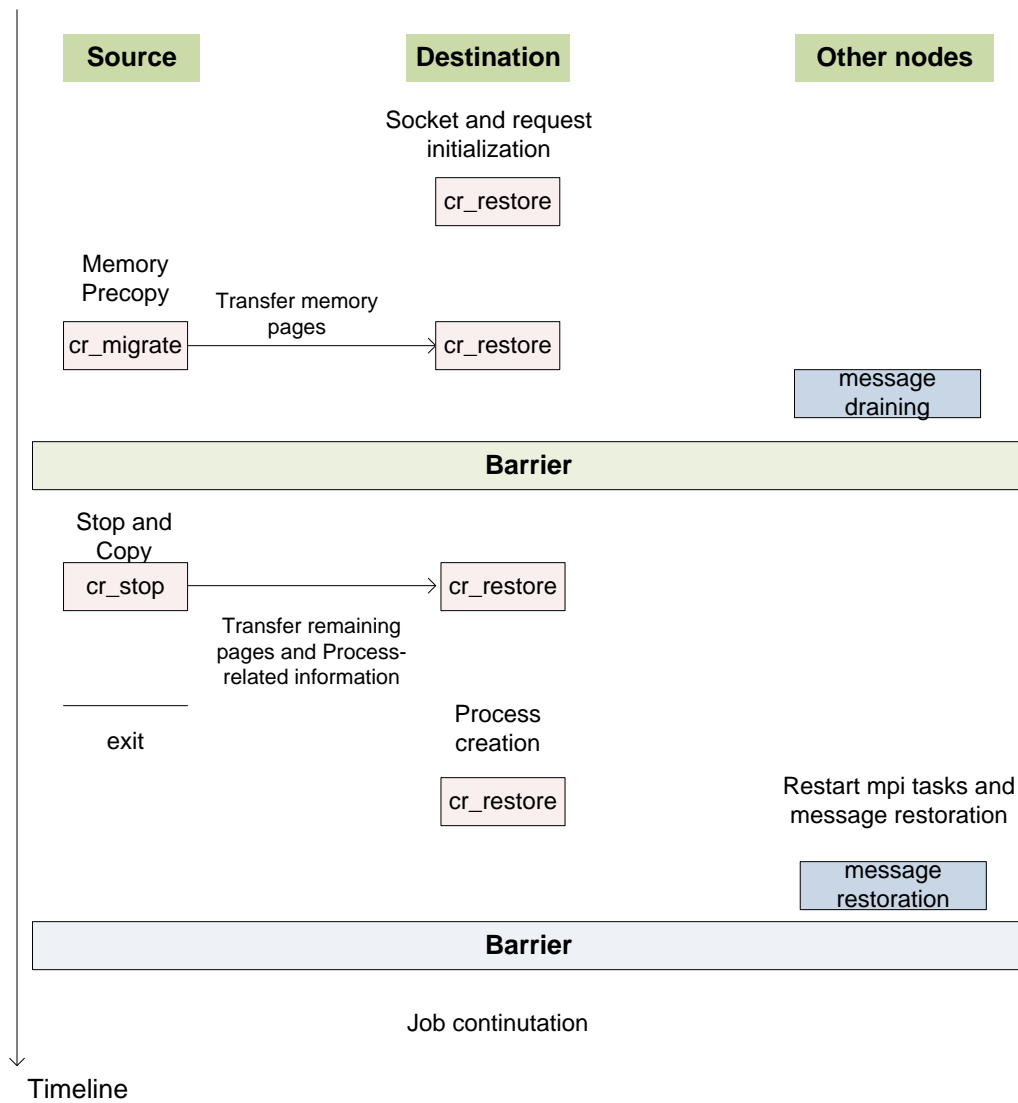 Source
Destination
Other nodes
Socket and request
initialization
cr_restore
Memory
Precopy
Transfer memory
pages
cr_migrate
cr_restore
message
draining
Barrier
Stop and
Copy
cr_stop
cr_restore
Transfer remaining
pages and Process-
related information
exit
Process
creation
cr_restore
Restart mpi tasks and
message restoration
message
restoration
Barrier
Job continutation
Timeline